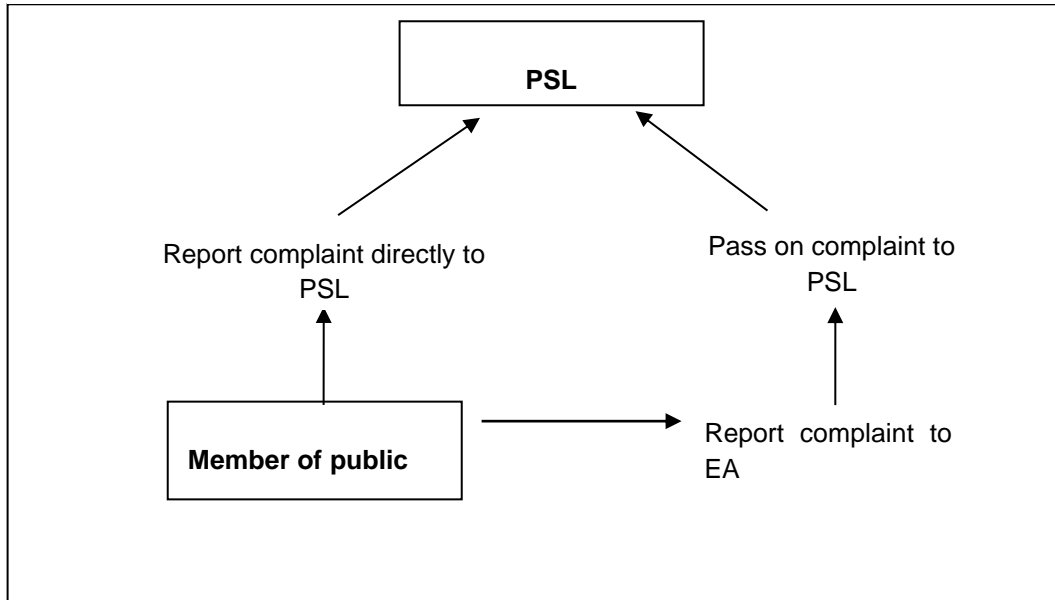 PSL
Report complaint directly to
PSL
Pass on complaint to
PSL
Member of public
Report complaint to
EA